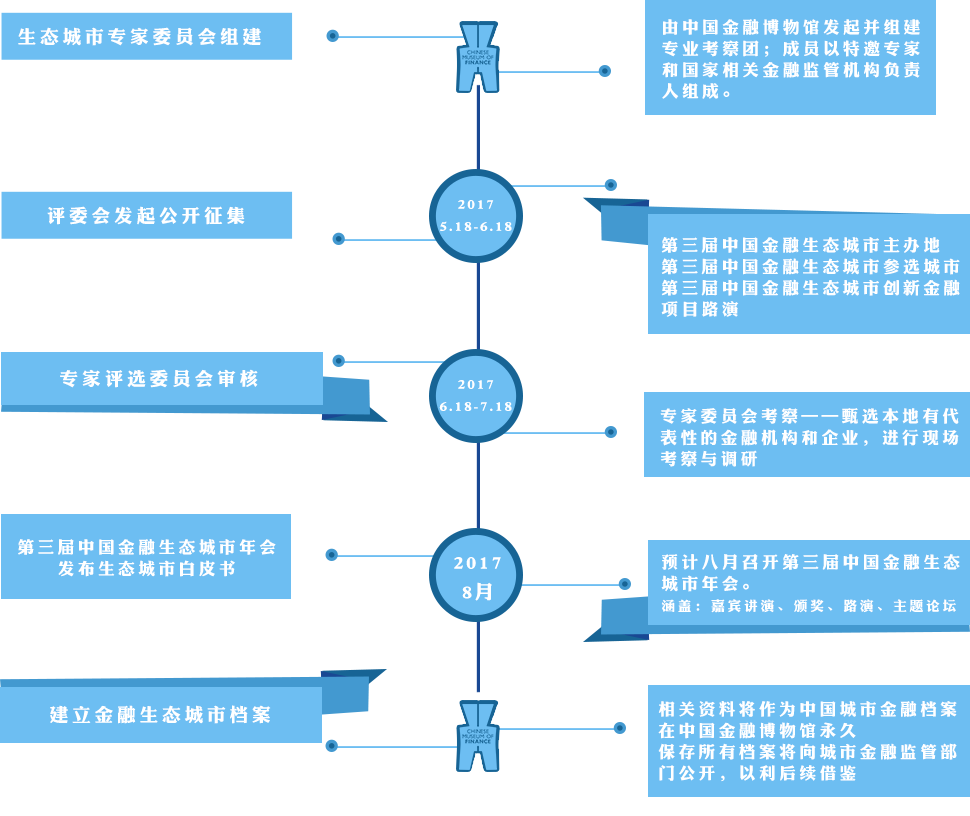 生态城市专家委员会组建
CHINESE
MUSEUM OF
FINANCE
由中国金融博物馆发起并组建
专业考察团；成员以特邀专家
和国家相关金融监管机构负责
人组成。
评委会发起公开征集
2017
5.18-6.18
第三届中国金融生态城市主办地
第三届中国金融生态城市参选城市
第三届中国金融生态城市创新金融
项目路演
专家评选委员会审核
2017
6.18-7.18
专家委员会考察——甄选本地有代
表性的金融机构和企业，进行现场
考察与调研
第三届中国金融生态城市年会
发布生态城市白皮书
2017
8月
预计八月召开第三届中国金融生态
城市年会。
涵盖：嘉宾讲演、颁奖、路演、主题论坛
建立金融生态城市档案
CHINESE
MUSEUM OF
FINANCE
相关资料将作为中国城市金融档案
在中国金融博物馆永久
保存所有档案将向城市金融监管部
门公开，以利后续借鉴